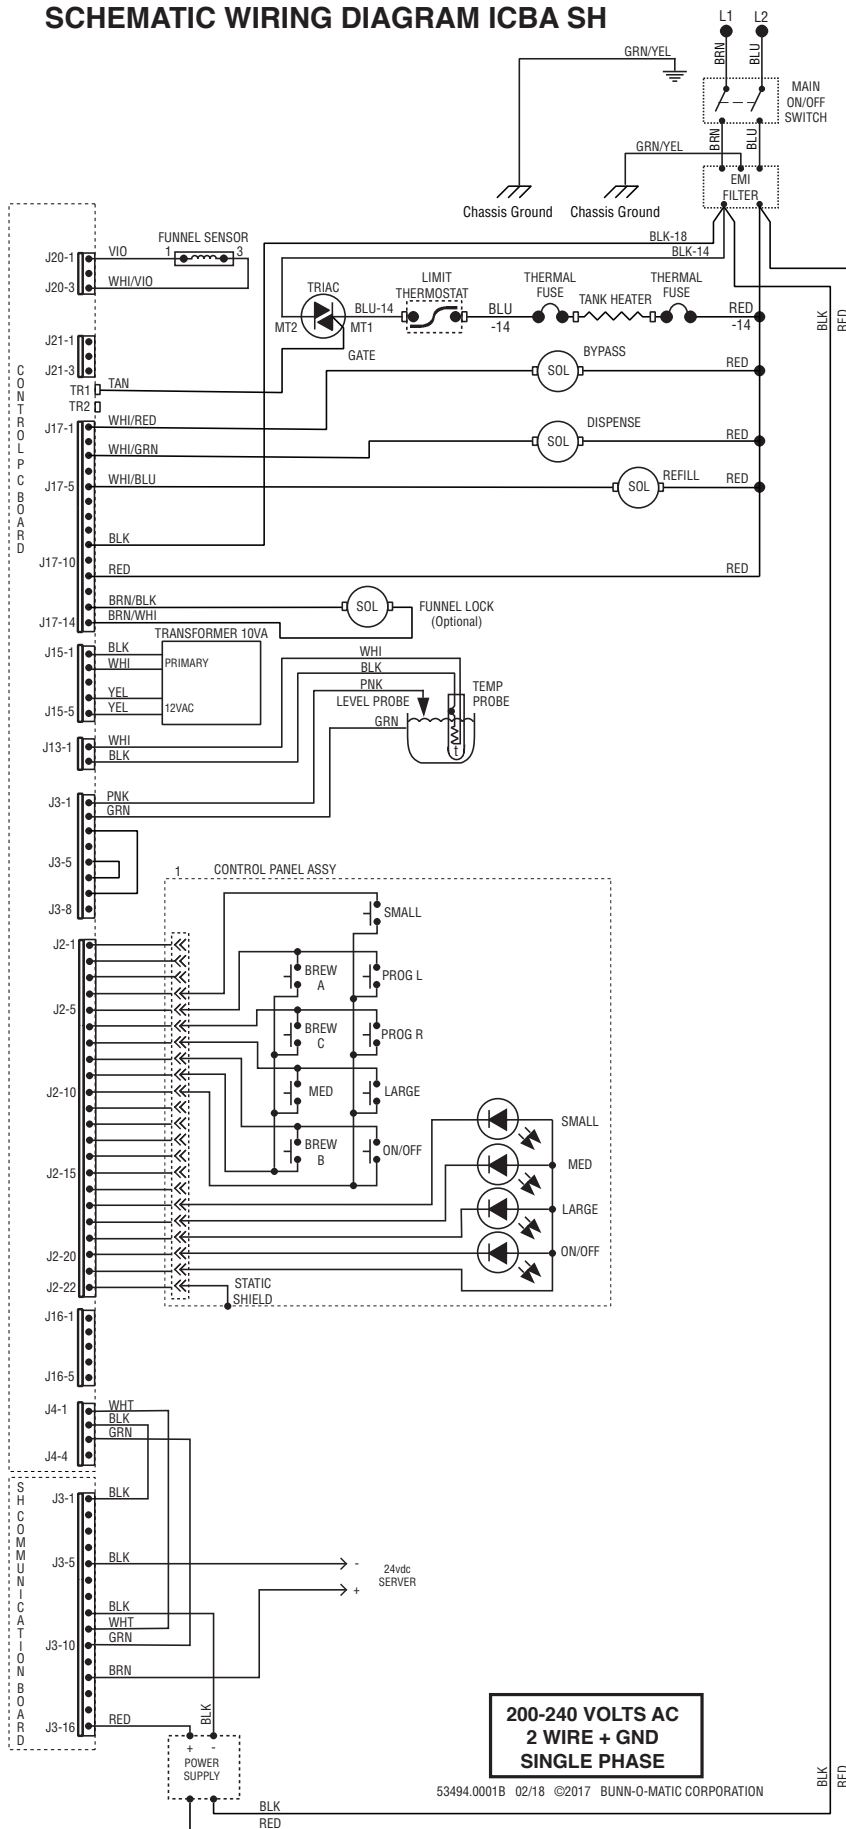 SCHEMATIC WIRING DIAGRAM ICBA SH
L1 L2
BRN
BLU
GRN/YEL
MAIN
ON/OFF
SWITCH
BRN
BLU
GRN/YEL
EMI
FILTER
Chassis Ground Chassis Ground
BLK-18
BLK-14
CONTROL PC BOARD
J20-1 VIO
FUNNEL SENSOR
1 3
J20-3 WHI/VIO
TRIAC
MT2 MT1
GATE
BLU-14
LIMIT
THERMOSTAT
BLU
-14
THERMAL
FUSE
TANK HEATER
THERMAL
FUSE
RED
-14
BLK
RED
J21-1
J21-3
TR1 TAN
TR2
SOL BYPASS RED
J17-1 WHI/RED
WHI/GRN
SOL DISPENSE RED
J17-5 WHI/BLU
SOL REFILL RED
BLK
J17-10
RED RED
BRN/BLK
SOL FUNNEL LOCK
(Optional)
J17-14 BRN/WHI
TRANSFORMER 10VA
J15-1 BLK
WHI PRIMARY
YEL
J15-5 YEL 12VAC
WHI
BLK
PNK
LEVEL PROBE
GRN
TEMP
PROBE
t
J13-1 WHI
BLK
J3-1 PNK
GRN
J3-5
J3-8
1 CONTROL PANEL ASSY
SMALL
J2-1
BREW
A
PROG L
J2-5
BREW
C
PROG R
J2-10
MED
LARGE
BREW
B
ON/OFF
SMALL
J2-15
MED
LARGE
J2-20
ON/OFF
J2-22
STATIC
SHIELD
J16-1
J16-5
J4-1 WHT
BLK
GRN
J4-4
SH COMMUNICATION BOARD
J3-1 BLK
J3-5 BLK
-
24vdc
SERVER
+
BLK
WHT
J3-10 GRN
BRN
J3-16 RED
BLK
+ -
POWER
SUPPLY
200-240 VOLTS AC
2 WIRE + GND
SINGLE PHASE
53494.0001B 02/18 ©2017 BUNN-O-MATIC CORPORATION
BLK
RED
BLK
RED